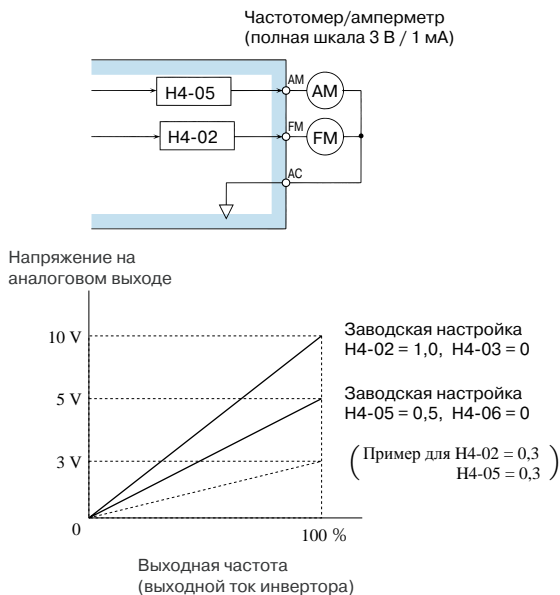 Частотомер/амперметр
(полная шкала 3 В / 1 мА)
AM
H4-05
AM
FM
H4-02
FM
AC
Напряжение на
аналоговом выходе
10 V
Заводская настройка
H4-02 = 1,0, H4-03 = 0
5 V
Заводская настройка
H4-05 = 0,5, H4-06 = 0
3 V
(Пример для H4-02 = 0,3
H4-05 = 0,3)
0
100 %
Выходная частота
(выходной ток инвертора)